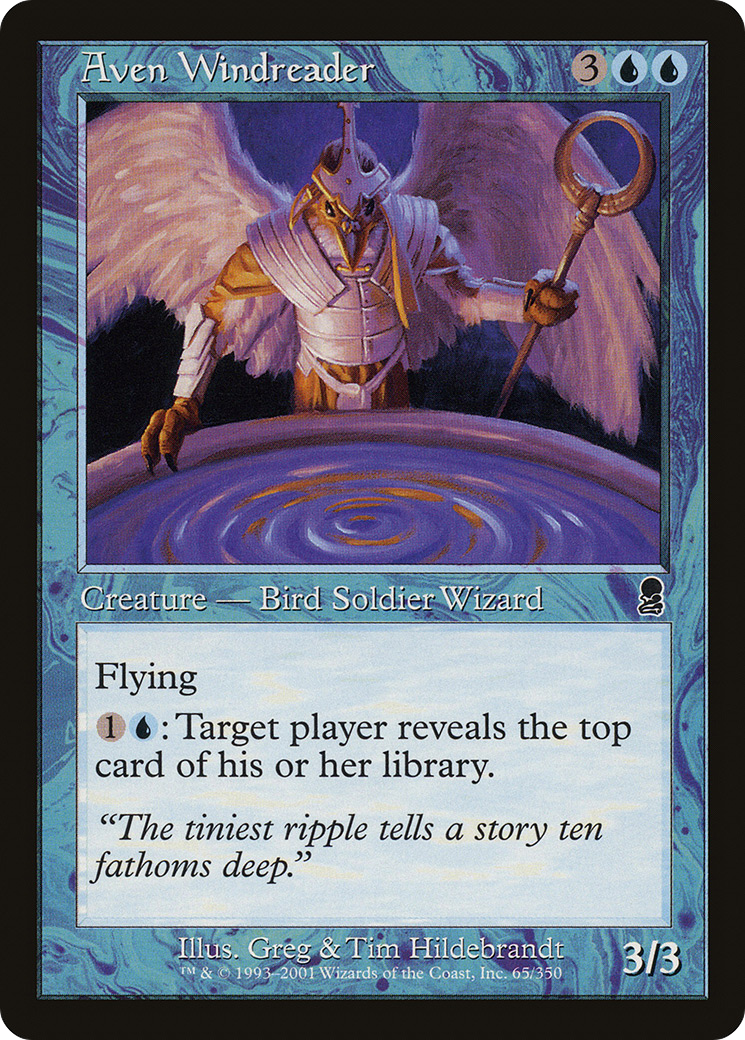 Aven Windreader 3
Creature — Bird Soldier Wizard
Flying
1 : Target player reveals the top
card of his or her library.
“The tiniest ripple tells a story ten
fathoms deep.”
Illus. Greg & Tim Hildebrandt
™ & © 1993–2001 Wizards of the Coast, Inc. 65/350
3/3